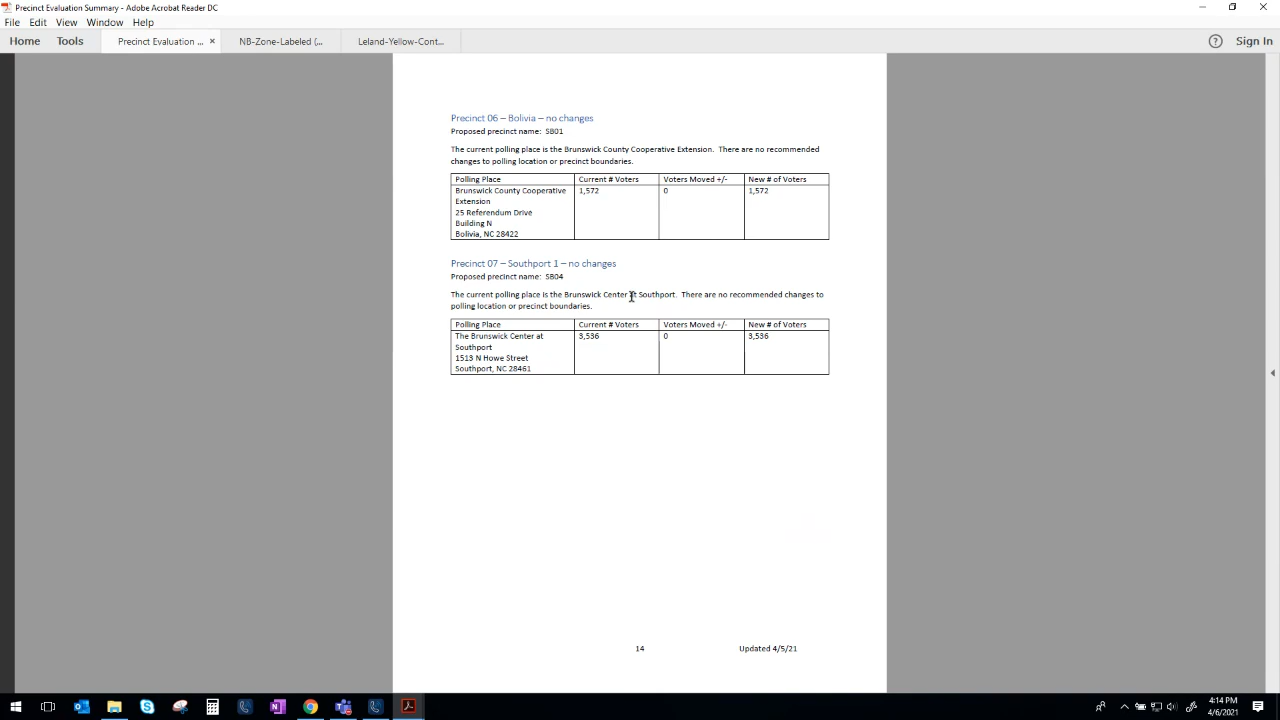 Precinct Evaluation Summary - Adobe Acrobat Reader DC
File Edit View Window Help
Home Tools Precinct Evaluation ... × NB-Zone-Labeled (... Leland-Yellow-Cont... ? Sign In
Precinct 06 – Bolivia – no changes
Proposed precinct name: SB01
The current polling place is the Brunswick County Cooperative Extension. There are no recommended
changes to polling location or precinct boundaries.
Polling Place Current # Voters Voters Moved +/- New # of Voters
Brunswick County Cooperative 1,572 0 1,572
Extension
25 Referendum Drive
Building N
Bolivia, NC 28422
Precinct 07 – Southport 1 – no changes
Proposed precinct name: SB04
The current polling place is the Brunswick Center at Southport. There are no recommended changes to
polling location or precinct boundaries.
Polling Place Current # Voters Voters Moved +/- New # of Voters
The Brunswick Center at 3,536 0 3,536
Southport
1513 N Howe Street
Southport, NC 28461
14 Updated 4/5/21
4:14 PM
4/6/2021